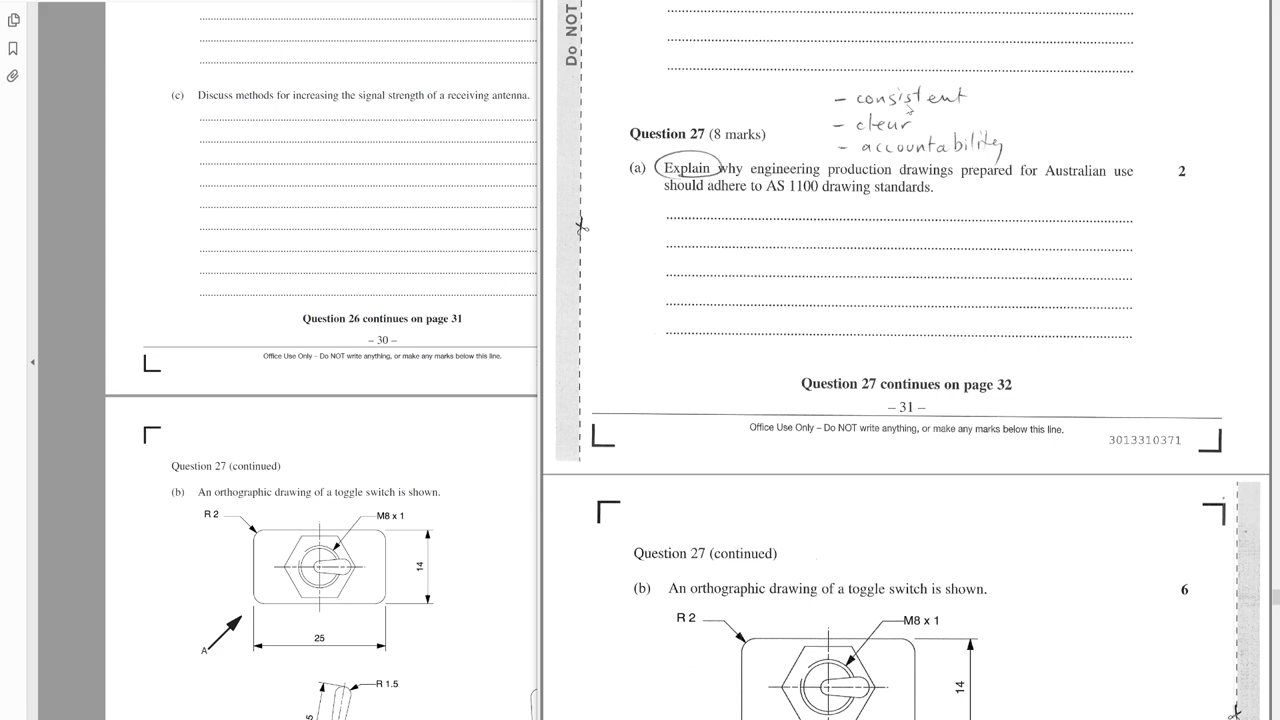 (c) Discuss methods for increasing the signal strength of a receiving antenna.
Question 26 continues on page 31
– 30 –
Office Use Only – Do NOT write anything, or make any marks below this line.
Question 27 (continued)
(b) An orthographic drawing of a toggle switch is shown.
R 2
M8 x 1
14
25
A
R 1.5
5
Do NOT
- consistent
- clear
- accountability
Question 27 (8 marks)
(a) Explain why engineering production drawings prepared for Australian use 2
should adhere to AS 1100 drawing standards.
Question 27 continues on page 32
– 31 –
Office Use Only – Do NOT write anything, or make any marks below this line.
3013310371
Question 27 (continued)
(b) An orthographic drawing of a toggle switch is shown. 6
R 2
M8 x 1
14